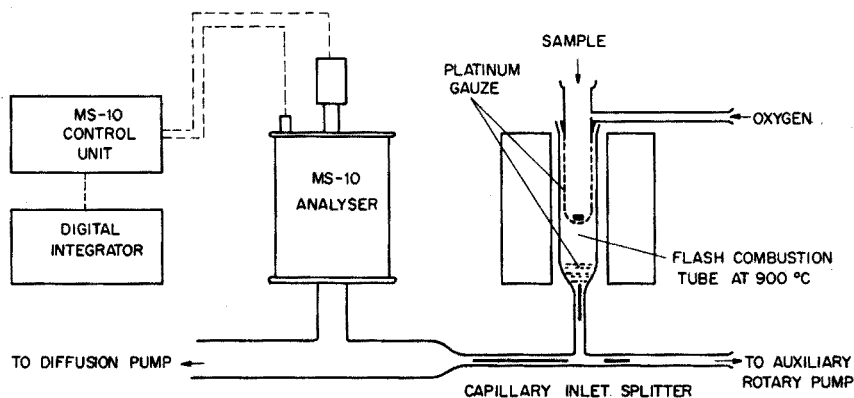 SAMPLE
PLATINUM
GAUZE
OXYGEN
MS-10
CONTROL
UNIT
MS-10
ANALYSER
DIGITAL
INTEGRATOR
FLASH COMBUSTION
TUBE AT 900 °C
TO DIFFUSION PUMP
TO AUXILIARY
ROTARY PUMP
CAPILLARY INLET SPLITTER